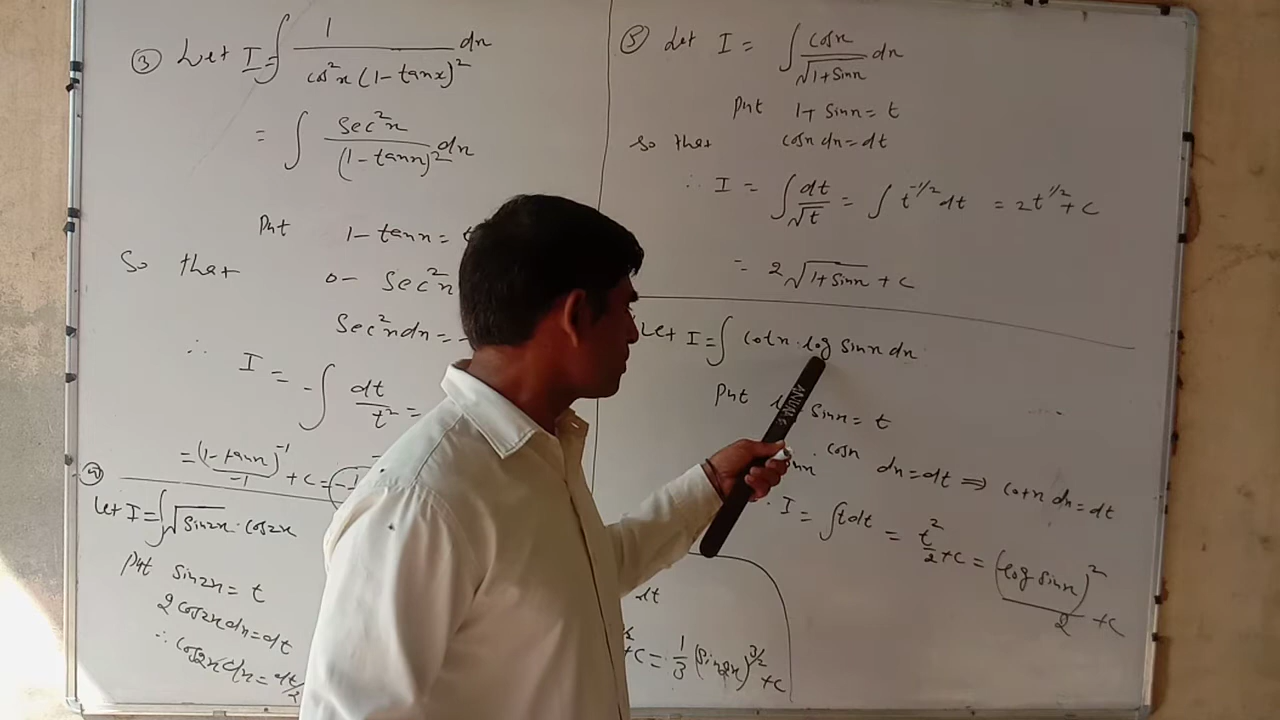 ③ Let I = ∫ 1 / cos²x (1 - tanx)² dx
= ∫ sec²x / (1 - tanx)² dx
Put 1 - tanx =
So that 0 - sec²x
sec²x dx = -
∴ I = - ∫ dt / t² =
= (1 - tanx)⁻¹ / -1 + c =
④
Let I = ∫ √sin2x · cos2x
Put sin2x = t
2 cos2x dx = dt
∴ cos2x dx = dt/2
dt
+ c = 1/3 (sin2x)^3/2 + c
⑤ Let I = ∫ cosx / √1+sinx dx
Put 1+ sinx = t
So that cosx dx = dt
∴ I = ∫ dt / √t = ∫ t^-1/2 dt = 2t^1/2 + c
= 2 √1+sinx + c
Let I = ∫ cotx · log sinx dx
Put sinx = t
cosx dx = dt ⇒ cotx dx = dt
∴ I = ∫ t dt = t²/2 + c = (log sinx)² / 2 + c